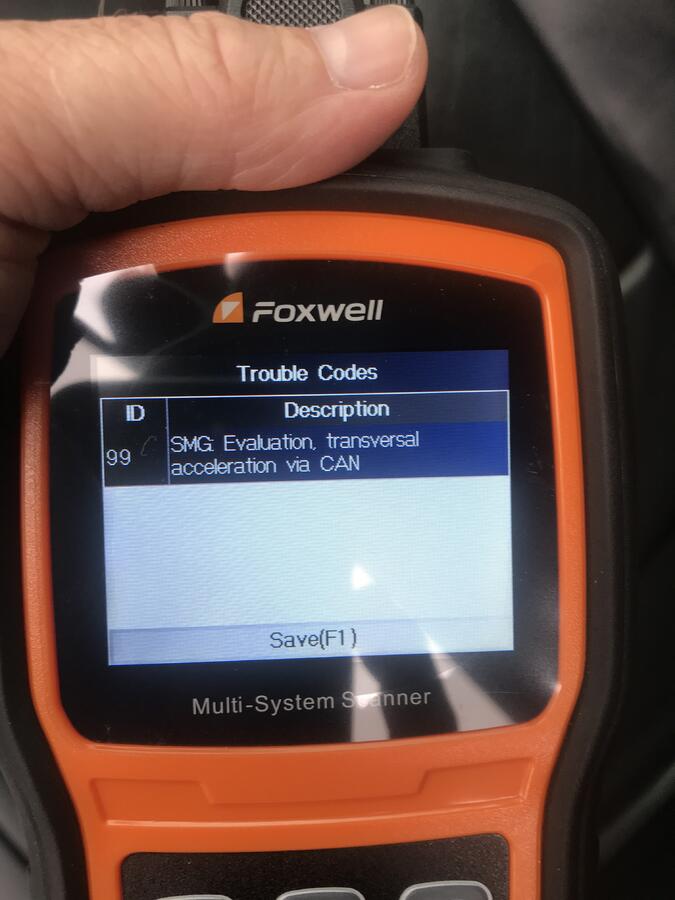 Foxwell
Trouble Codes
ID Description
99 SMG: Evaluation, transversal
acceleration via CAN
Save(F1)
Multi-System Scanner